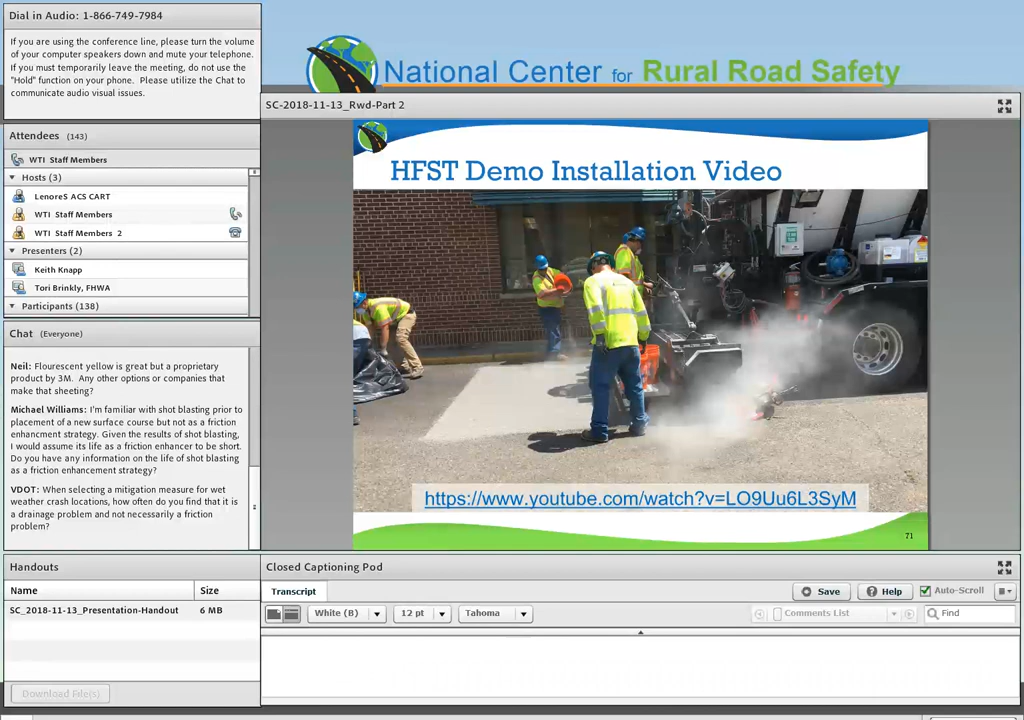 Dial in Audio: 1-866-749-7984
If you are using the conference line, please turn the volume
of your computer speakers down and mute your telephone.
If you must temporarily leave the meeting, do not use the
"Hold" function on your phone.  Please utilize the Chat to
communicate audio visual issues.
National Center for Rural Road Safety
SC-2018-11-13_Rwd-Part 2
Attendees (143)
WTI Staff Members
Hosts (3)
LenoreS ACS CART
WTI Staff Members
WTI Staff Members 2
Presenters (2)
Keith Knapp
Tori Brinkly, FHWA
Participants (138)
HFST Demo Installation Video
https://www.youtube.com/watch?v=LO9Uu6L3SyM
71
Chat (Everyone)
Neil: Flourescent yellow is great but a proprietary
product by 3M.  Any other options or companies that
make that sheeting?
Michael Williams: I'm familiar with shot blasting prior to
placement of a new surface course but not as a friction
enhancment strategy. Given the results of shot blasting,
I would assume its life as a friction enhancer to be short.
Do you have any information on the life of shot blasting
as a friction enhancement strategy?
VDOT: When selecting a mitigation measure for wet
weather crash locations, how often do you find that it is
a drainage problem and not necessarily a friction
problem?
Handouts
Name Size
SC_2018-11-13_Presentation-Handout 6 MB
Download File(s)
Closed Captioning Pod
Transcript
Save
Help
Auto-Scroll
White (B)
12 pt
Tahoma
Comments List
Find